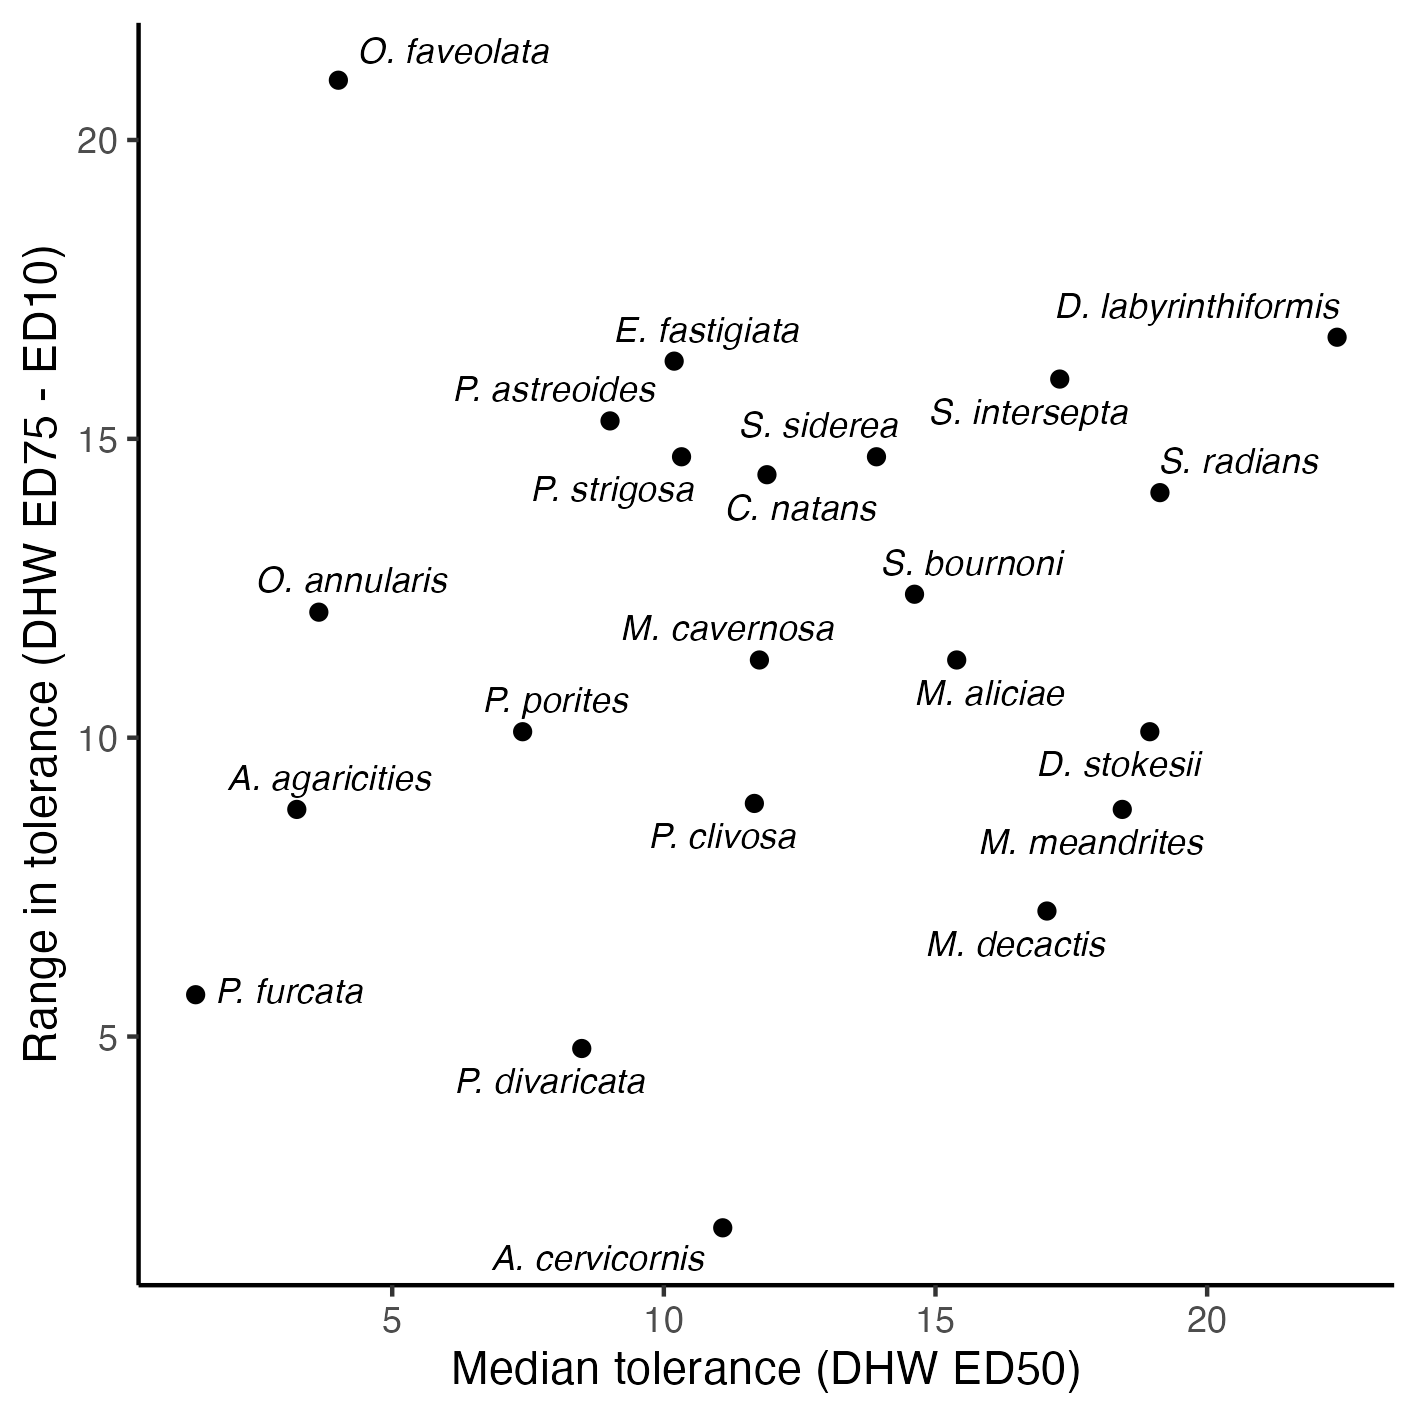 O. faveolata
20
D. labyrinthiformis
E. fastigiata
P. astreoides
S. intersepta
S. siderea
15
S. radians
P. strigosa
C. natans
S. bournoni
O. annularis
M. cavernosa
M. aliciae
P. porites
10
D. stokesii
A. agaricities
P. clivosa
M. meandrites
M. decactis
P. furcata
5
P. divaricata
A. cervicornis
Range in tolerance (DHW ED75 - ED10)
5 10 15 20
Median tolerance (DHW ED50)